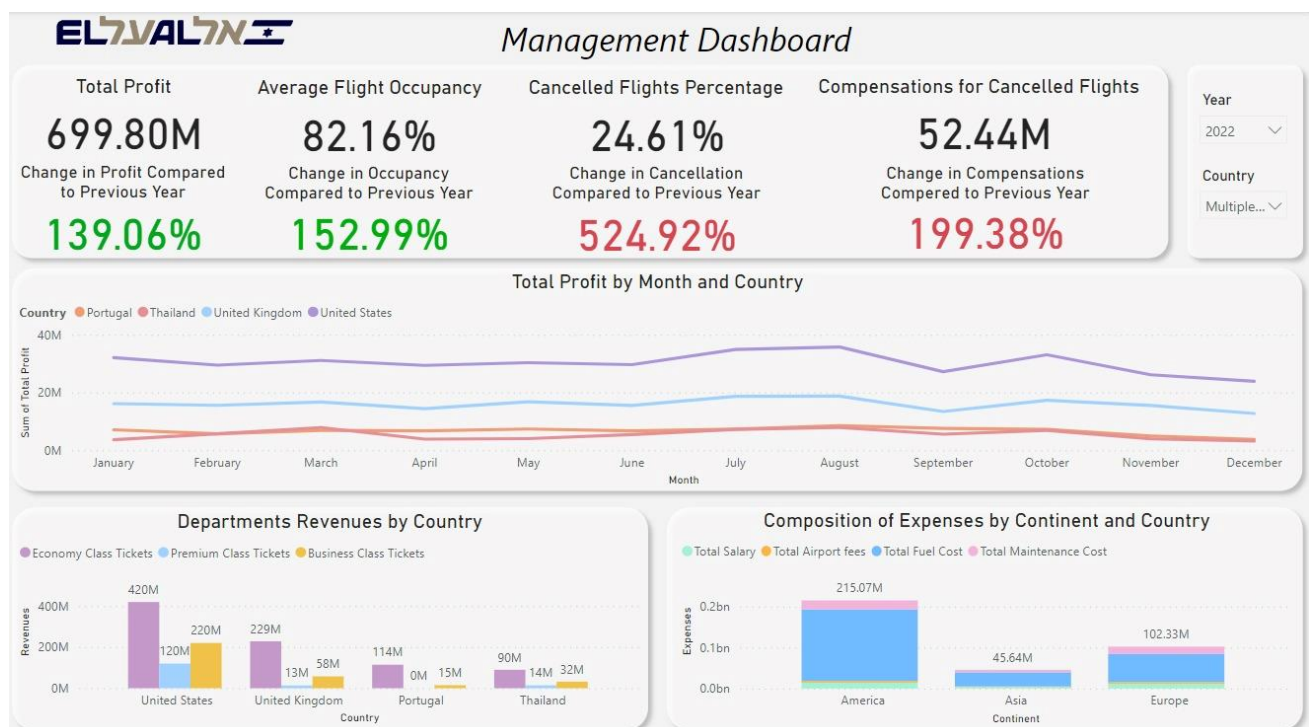 ELאלVALעל
Management Dashboard
Total Profit
699.80M
Change in Profit Compared
to Previous Year
139.06%
Average Flight Occupancy
82.16%
Change in Occupancy
Compared to Previous Year
152.99%
Cancelled Flights Percentage
24.61%
Change in Cancellation
Compared to Previous Year
524.92%
Compensations for Cancelled Flights
52.44M
Change in Compensations
Compered to Previous Year
199.38%
Year
2022
Country
Multiple...
Total Profit by Month and Country
Country Portugal Thailand United Kingdom United States
Sum of Total Profit
40M
20M
0M
January February March April May June July August September October November December
Month
Departments Revenues by Country
Economy Class Tickets Premium Class Tickets Business Class Tickets
Revenues
400M
200M
0M
420M 120M 220M
229M 13M 58M
114M 0M 15M
90M 14M 32M
United States United Kingdom Portugal Thailand
Country
Composition of Expenses by Continent and Country
Total Salary Total Airport fees Total Fuel Cost Total Maintenance Cost
Expenses
0.2bn
0.1bn
0.0bn
215.07M
45.64M
102.33M
America Asia Europe
Continent